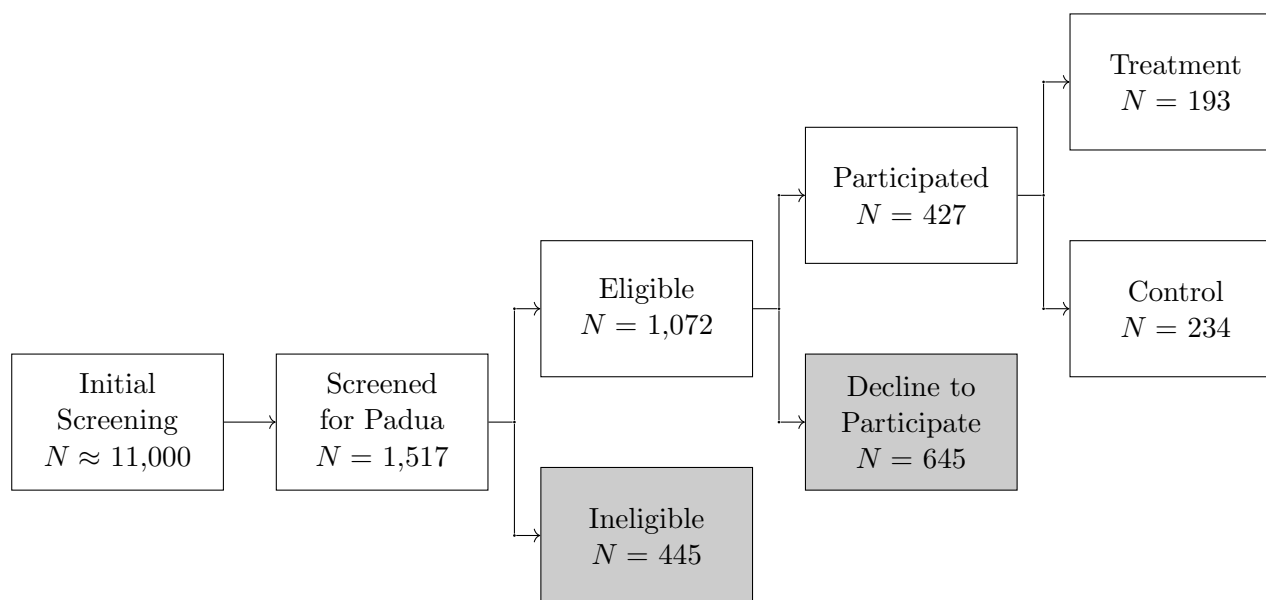 Initial
Screening
N ≈ 11,000
Screened
for Padua
N = 1,517
Eligible
N = 1,072
Ineligible
N = 445
Participated
N = 427
Decline to
Participate
N = 645
Treatment
N = 193
Control
N = 234